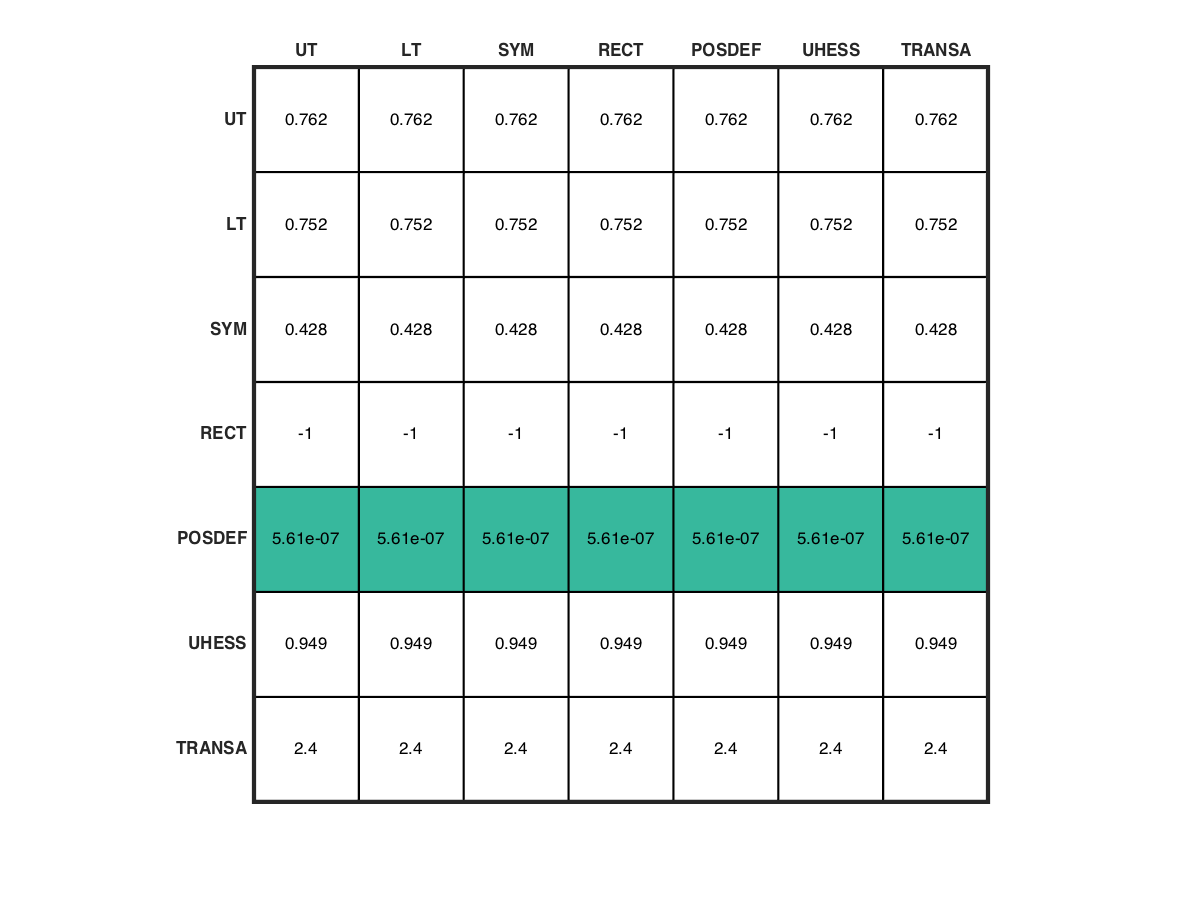 UT LT SYM RECT POSDEF UHESS TRANSA
UT 0.762 0.762 0.762 0.762 0.762 0.762 0.762
LT 0.752 0.752 0.752 0.752 0.752 0.752 0.752
SYM 0.428 0.428 0.428 0.428 0.428 0.428 0.428
RECT -1 -1 -1 -1 -1 -1 -1
POSDEF 5.61e-07 5.61e-07 5.61e-07 5.61e-07 5.61e-07 5.61e-07 5.61e-07
UHESS 0.949 0.949 0.949 0.949 0.949 0.949 0.949
TRANSA 2.4 2.4 2.4 2.4 2.4 2.4 2.4